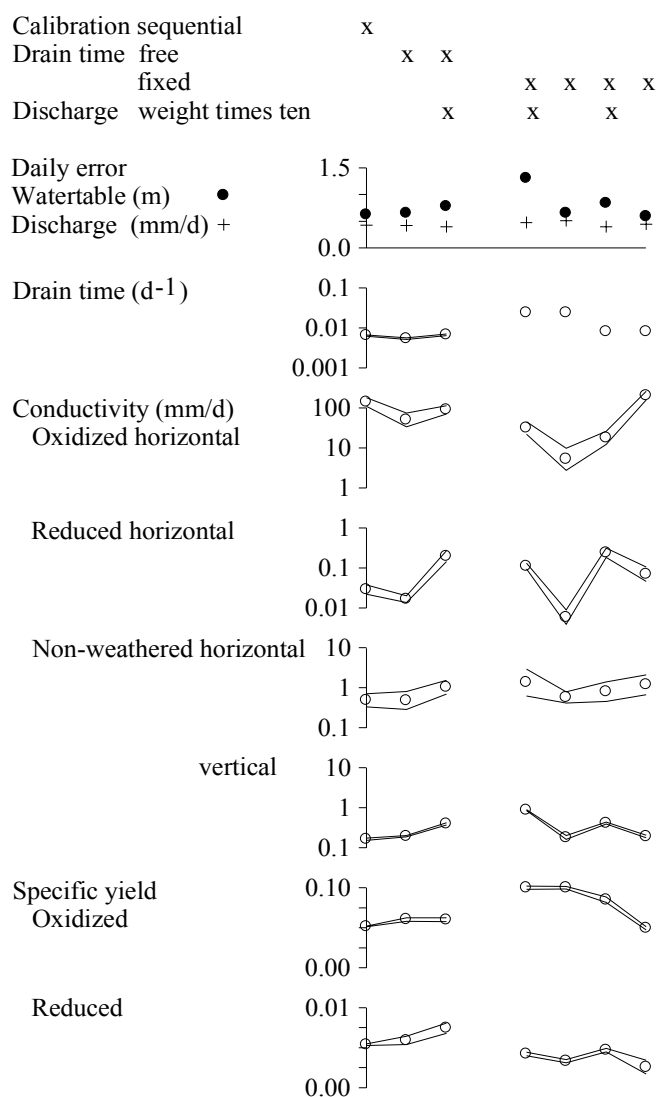 Calibration sequential x
Drain time free x x
fixed x x x x
Discharge weight times ten x x x
Daily error 1.5
Watertable (m) ●
Discharge (mm/d) +
0.0
Drain time (d-1) 0.1
0.01
0.001
Conductivity (mm/d) 100
Oxidized horizontal 10
1
Reduced horizontal 1
0.1
0.01
Non-weathered horizontal 10
1
0.1
vertical 10
1
0.1
Specific yield 0.10
Oxidized
0.00
Reduced 0.01
0.00